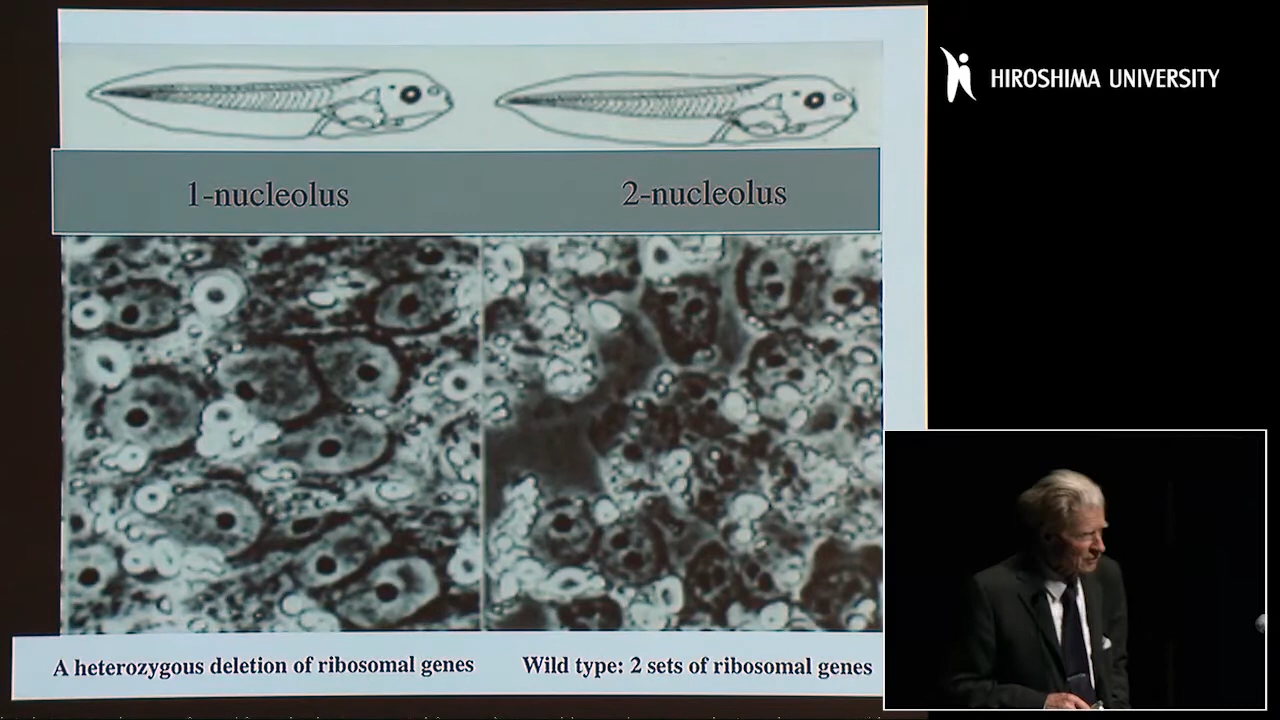 HIROSHIMA UNIVERSITY
1-nucleolus
2-nucleolus
A heterozygous deletion of ribosomal genes
Wild type: 2 sets of ribosomal genes